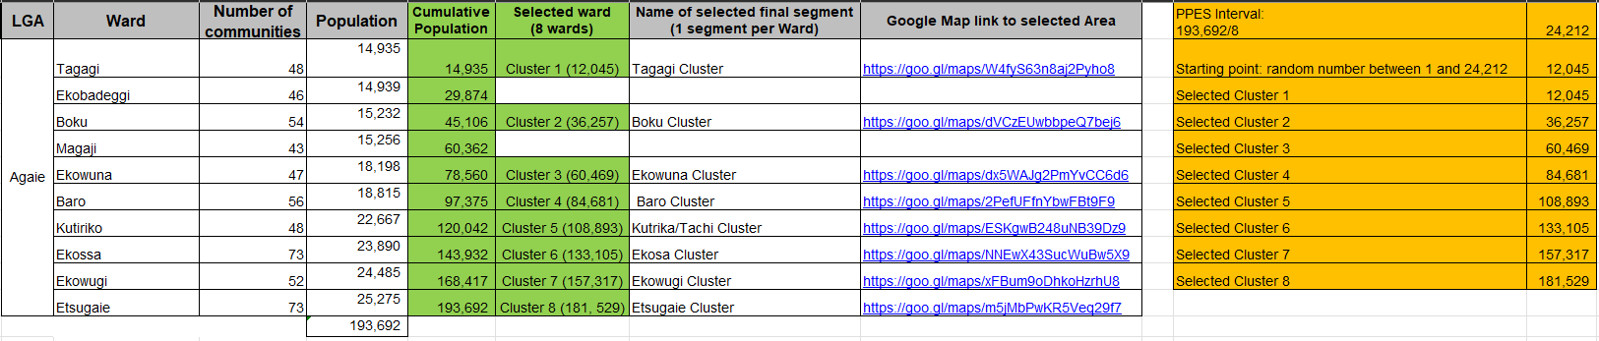 LGA Ward Number of communities Population Cumulative Population Selected ward (8 wards) Name of selected final segment (1 segment per Ward) Google Map link to selected Area PPES Interval: 193,692/8 24,212
Agaie Tagagi 48 14,935 14,935 Cluster 1 (12,045) Tagagi Cluster https://goo.gl/maps/W4fyS63n8aj2Pyho8 Starting point: random number between 1 and 24,212 12,045
Ekobadeggi 46 14,939 29,874 Selected Cluster 1 12,045
Boku 54 15,232 45,106 Cluster 2 (36,257) Boku Cluster https://goo.gl/maps/dVCzEUwbbpeQ7bej6 Selected Cluster 2 36,257
Magaji 43 15,256 60,362 Selected Cluster 3 60,469
Ekowuna 47 18,198 78,560 Cluster 3 (60,469) Ekowuna Cluster https://goo.gl/maps/dx5WAJg2PmYvCC6d6 Selected Cluster 4 84,681
Baro 56 18,815 97,375 Cluster 4 (84,681) Baro Cluster https://goo.gl/maps/2PefUFfnYbwFBt9F9 Selected Cluster 5 108,893
Kutiriko 48 22,667 120,042 Cluster 5 (108,893) Kutrika/Tachi Cluster https://goo.gl/maps/ESKgwB248uNB39Dz9 Selected Cluster 6 133,105
Ekossa 73 23,890 143,932 Cluster 6 (133,105) Ekosa Cluster https://goo.gl/maps/NNEwX43SucWuBw5X9 Selected Cluster 7 157,317
Ekowugi 52 24,485 168,417 Cluster 7 (157,317) Ekowugi Cluster https://goo.gl/maps/xFBum9oDhkoHzrhU8 Selected Cluster 8 181,529
Etsugaie 73 25,275 193,692 Cluster 8 (181, 529) Etsugaie Cluster https://goo.gl/maps/m5jMbPwKR5Veq29f7
193,692